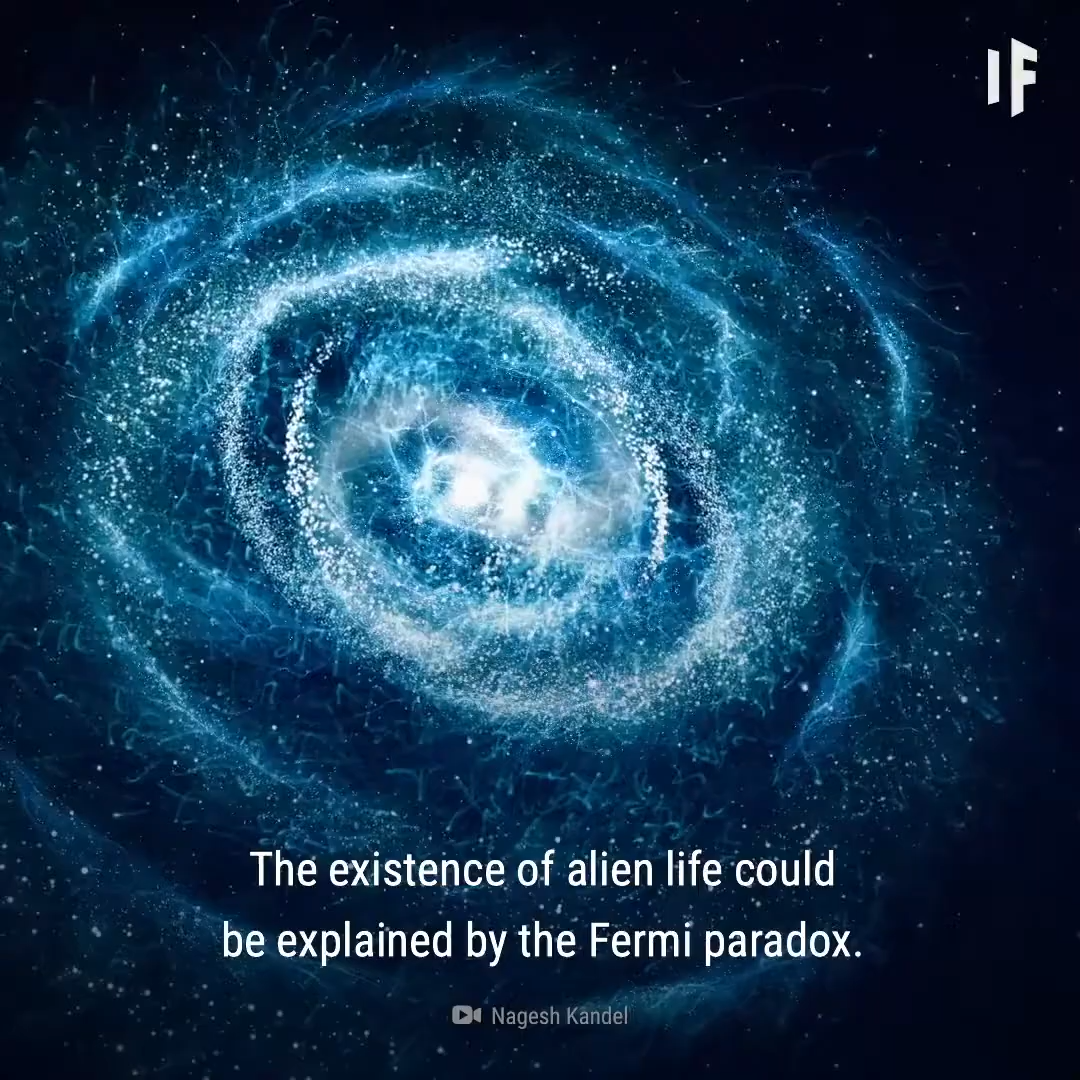 IF
The existence of alien life could
be explained by the Fermi paradox.
Nagesh Kandel